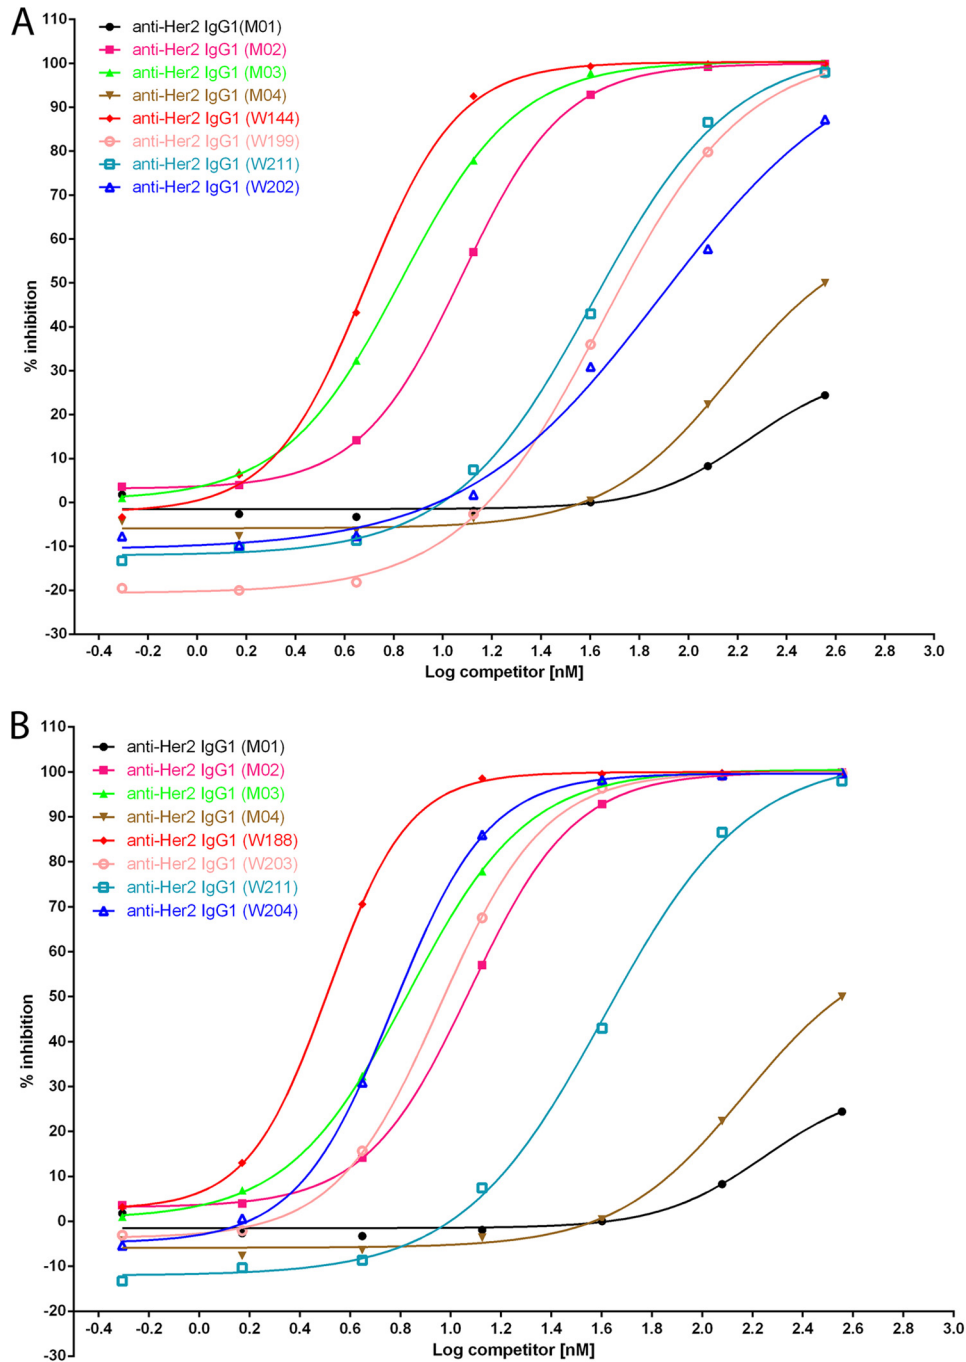 A
anti-Her2 IgG1(M01)
anti-Her2 IgG1 (M02)
anti-Her2 IgG1 (M03)
anti-Her2 IgG1 (M04)
anti-Her2 IgG1 (W144)
anti-Her2 IgG1 (W199)
anti-Her2 IgG1 (W211)
anti-Her2 IgG1 (W202)
110
100
90
80
70
60
50
40
30
20
10
0
-10
-20
-30
% inhibition
-0.4 -0.2 0.0 0.2 0.4 0.6 0.8 1.0 1.2 1.4 1.6 1.8 2.0 2.2 2.4 2.6 2.8 3.0
Log competitor [nM]
B
anti-Her2 IgG1 (M01)
anti-Her2 IgG1 (M02)
anti-Her2 IgG1 (M03)
anti-Her2 IgG1 (M04)
anti-Her2 IgG1 (W188)
anti-Her2 IgG1 (W203)
anti-Her2 IgG1 (W211)
anti-Her2 IgG1 (W204)
110
100
90
80
70
60
50
40
30
20
10
0
-10
-20
% inhibition
-0.4 -0.2 0.0 0.2 0.4 0.6 0.8 1.0 1.2 1.4 1.6 1.8 2.0 2.2 2.4 2.6 2.8 3.0
Log competitor [nM]